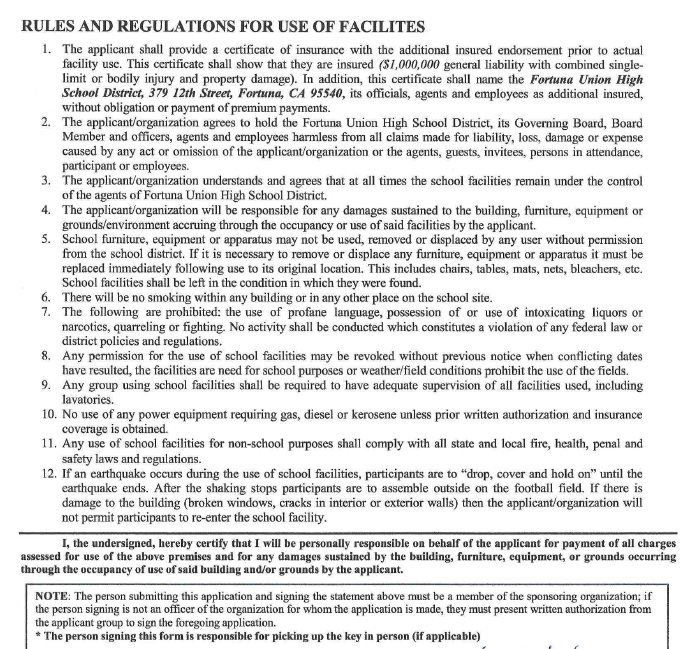 RULES AND REGULATIONS FOR USE OF FACILITES
1. The applicant shall provide a certificate of insurance with the additional insured endorsement prior to actual
facility use. This certificate shall show that they are insured ($1,000,000 general liability with combined single-
limit or bodily injury and property damage). In addition, this certificate shall name the Fortuna Union High
School District, 379 12th Street, Fortuna, CA 95540, its officials, agents and employees as additional insured,
without obligation or payment of premium payments.
2. The applicant/organization agrees to hold the Fortuna Union High School District, its Governing Board, Board
Member and officers, agents and employees harmless from all claims made for liability, loss, damage or expense
caused by any act or omission of the applicant/organization or the agents, guests, invitees, persons in attendance,
participant or employees.
3. The applicant/organization understands and agrees that at all times the school facilities remain under the control
of the agents of Fortuna Union High School District.
4. The applicant/organization will be responsible for any damages sustained to the building, furniture, equipment or
grounds/environment accruing through the occupancy or use of said facilities by the applicant.
5. School furniture, equipment or apparatus may not be used, removed or displaced by any user without permission
from the school district. If it is necessary to remove or displace any furniture, equipment or apparatus it must be
replaced immediately following use to its original location. This includes chairs, tables, mats, nets, bleachers, etc.
School facilities shall be left in the condition in which they were found.
6. There will be no smoking within any building or in any other place on the school site.
7. The following are prohibited: the use of profane language, possession of or use of intoxicating liquors or
narcotics, quarreling or fighting. No activity shall be conducted which constitutes a violation of any federal law or
district policies and regulations.
8. Any permission for the use of school facilities may be revoked without previous notice when conflicting dates
have resulted, the facilities are need for school purposes or weather/field conditions prohibit the use of the fields.
9. Any group using school facilities shall be required to have adequate supervision of all facilities used, including
lavatories.
10. No use of any power equipment requiring gas, diesel or kerosene unless prior written authorization and insurance
coverage is obtained.
11. Any use of school facilities for non-school purposes shall comply with all state and local fire, health, penal and
safety laws and regulations.
12. If an earthquake occurs during the use of school facilities, participants are to “drop, cover and hold on” until the
earthquake ends. After the shaking stops participants are to assemble outside on the football field. If there is
damage to the building (broken windows, cracks in interior or exterior walls) then the applicant/organization will
not permit participants to re-enter the school facility.
I, the undersigned, hereby certify that I will be personally responsible on behalf of the applicant for payment of all charges
assessed for use of the above premises and for any damages sustained by the building, furniture, equipment, or grounds occurring
through the occupancy of use of said building and/or grounds by the applicant.
NOTE: The person submitting this application and signing the statement above must be a member of the sponsoring organization; if
the person signing is not an officer of the organization for whom the application is made, they must present written authorization from
the applicant group to sign the foregoing application.
* The person signing this form is responsible for picking up the key in person (if applicable)